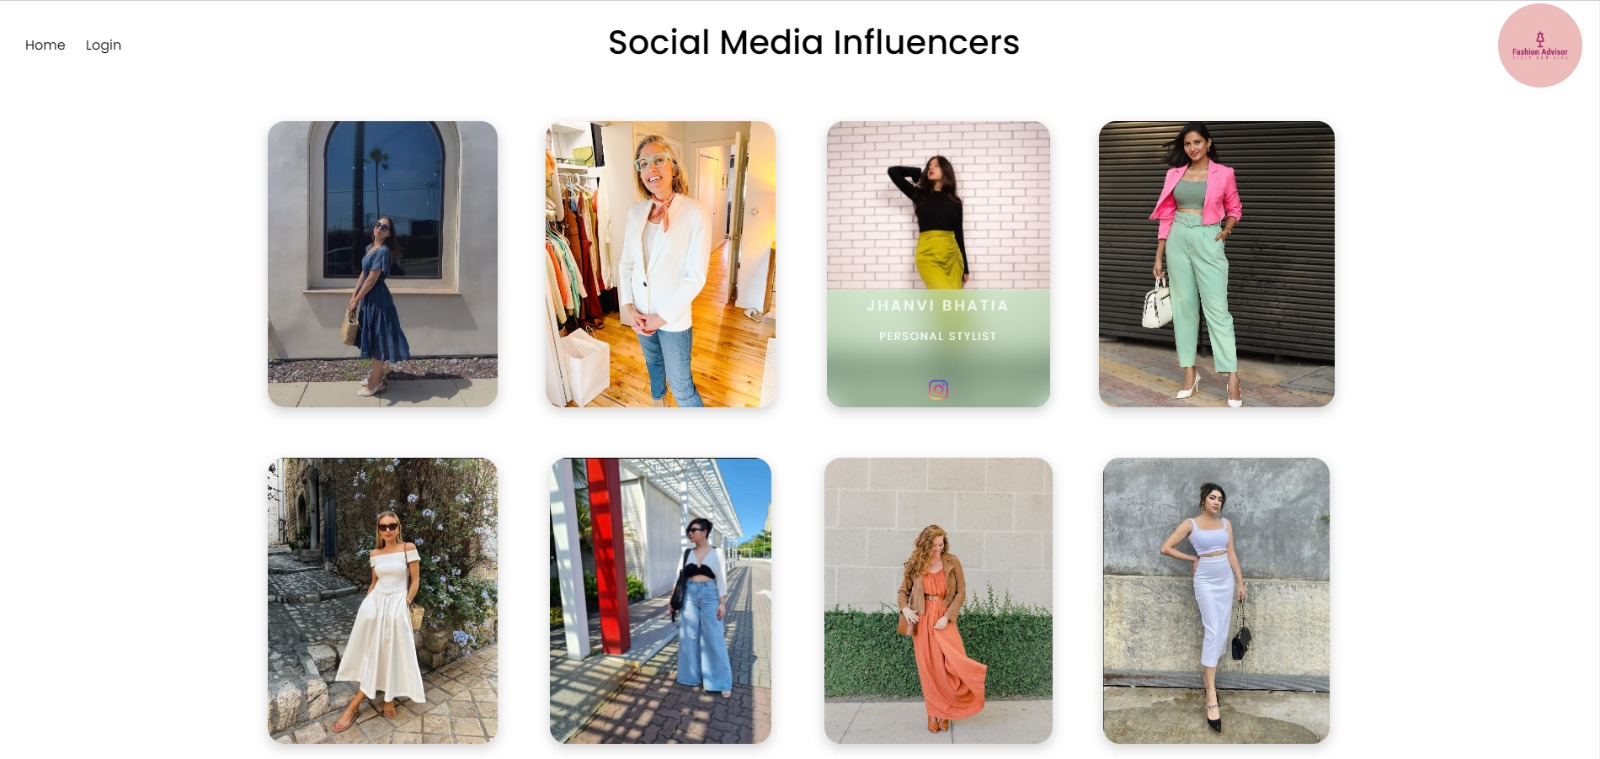 Home Login
Social Media Influencers
Fashion Advisor
JHANVI BHATIA
PERSONAL STYLIST